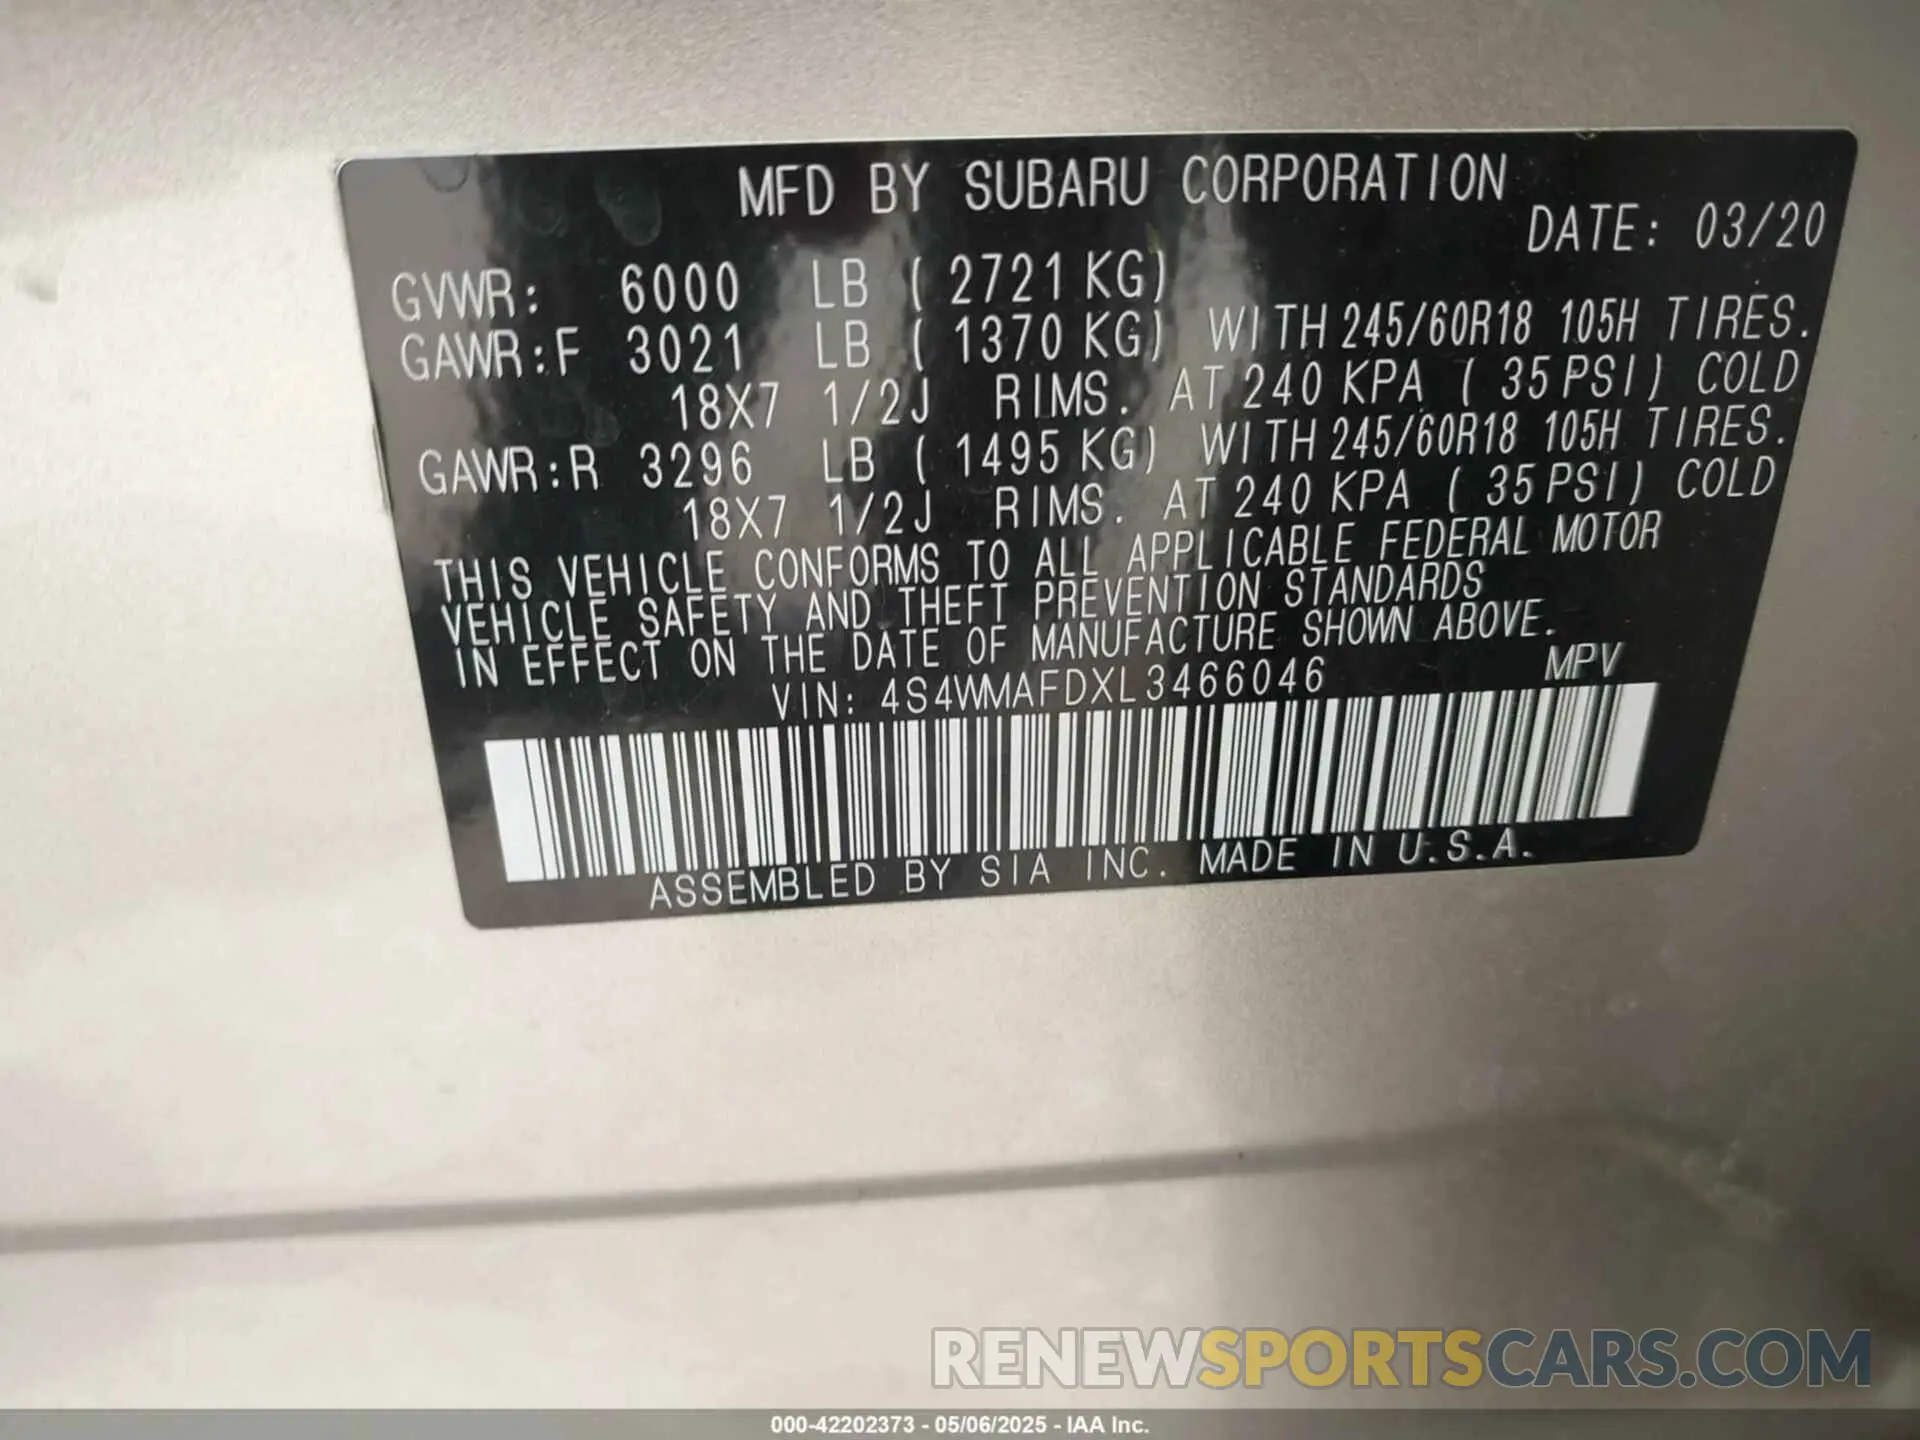 MFD BY SUBARU CORPORATION
DATE: 03/20
GVWR: 6000 LB ( 2721 KG)
GAWR:F 3021 LB ( 1370 KG) WITH 245/60R18 105H TIRES.
18X7 1/2J RIMS. AT 240 KPA ( 35 PSI) COLD
GAWR:R 3296 LB ( 1495 KG) WITH 245/60R18 105H TIRES.
18X7 1/2J RIMS. AT 240 KPA ( 35 PSI) COLD
THIS VEHICLE CONFORMS TO ALL APPLICABLE FEDERAL MOTOR
VEHICLE SAFETY AND THEFT PREVENTION STANDARDS
IN EFFECT ON THE DATE OF MANUFACTURE SHOWN ABOVE.
VIN: 4S4WMAFDXL3466046 MPV
ASSEMBLED BY SIA INC. MADE IN U.S.A.
RENEWSPORTSCARS.COM
000-42202373 - 05/06/2025 - IAA Inc.